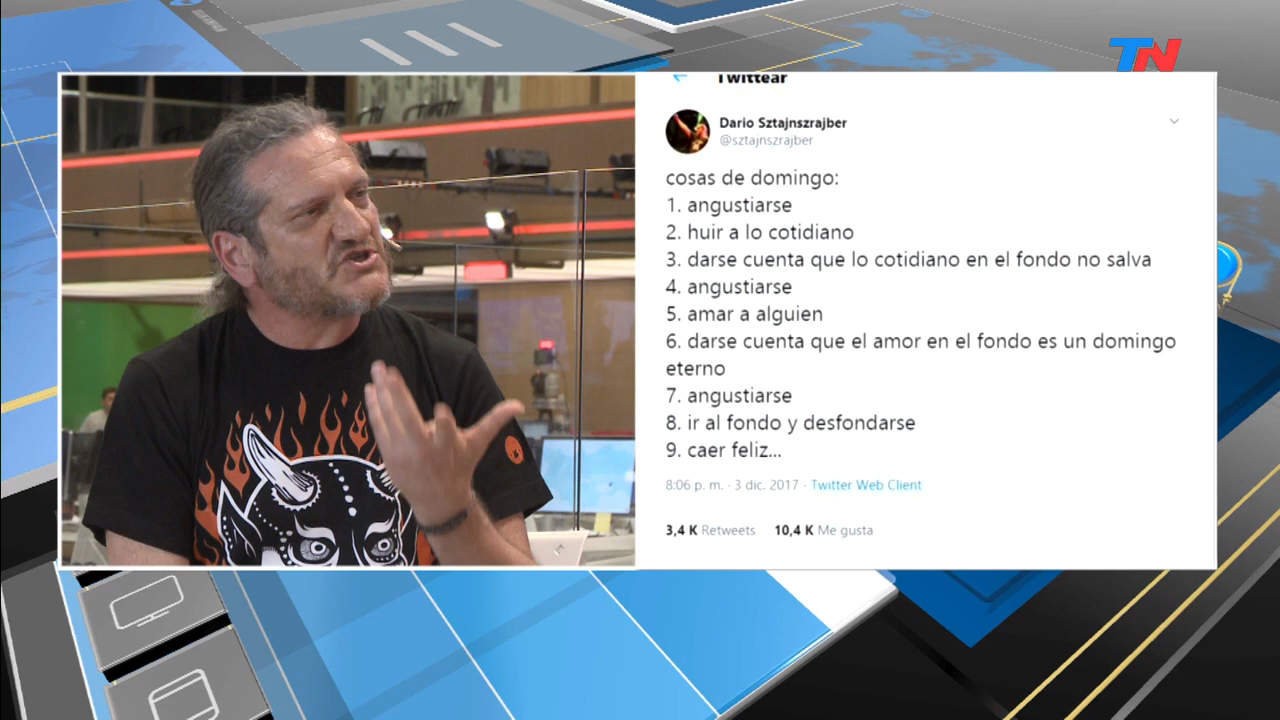 TN
Twittear
Dario Sztajnszrajber
@sztajnszrajber
cosas de domingo:
1. angustiarse
2. huir a lo cotidiano
3. darse cuenta que lo cotidiano en el fondo no salva
4. angustiarse
5. amar a alguien
6. darse cuenta que el amor en el fondo es un domingo
eterno
7. angustiarse
8. ir al fondo y desfondarse
9. caer feliz...
8:06 p. m. · 3 dic. 2017 · Twitter Web Client
3,4 K Retweets 10,4 K Me gusta